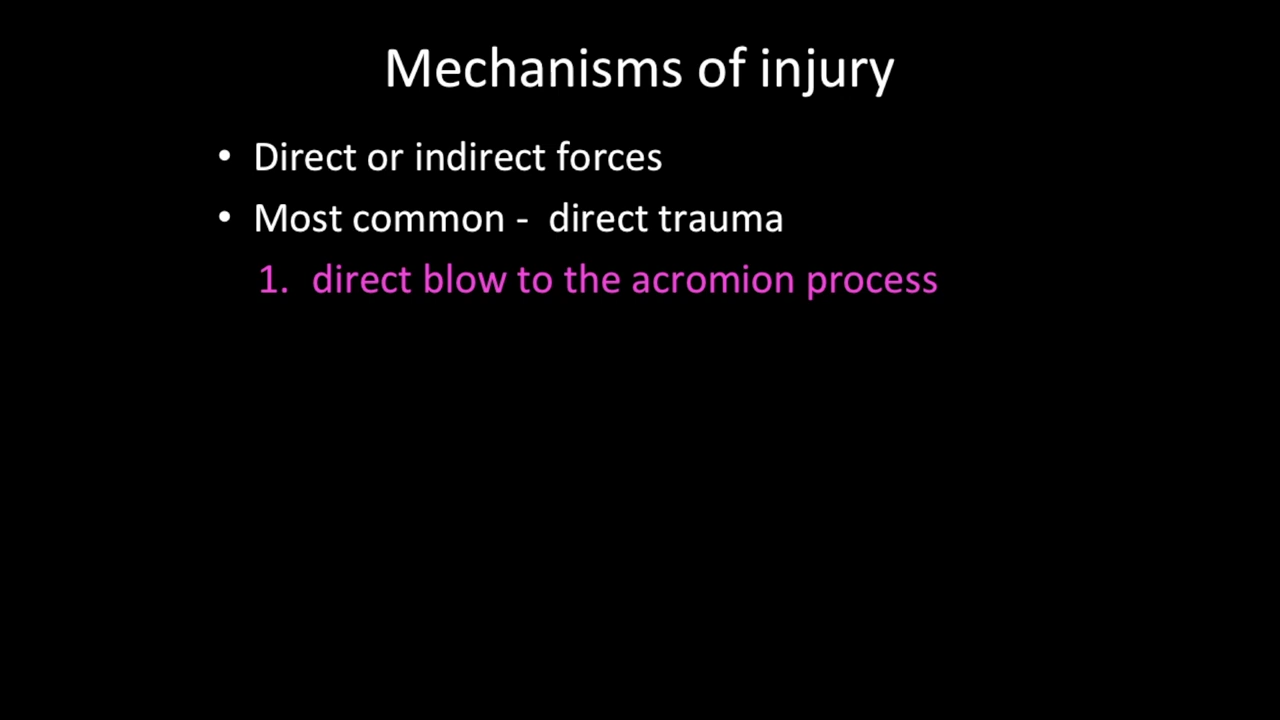 Mechanisms of injury
• Direct or indirect forces
• Most common - direct trauma
1. direct blow to the acromion process